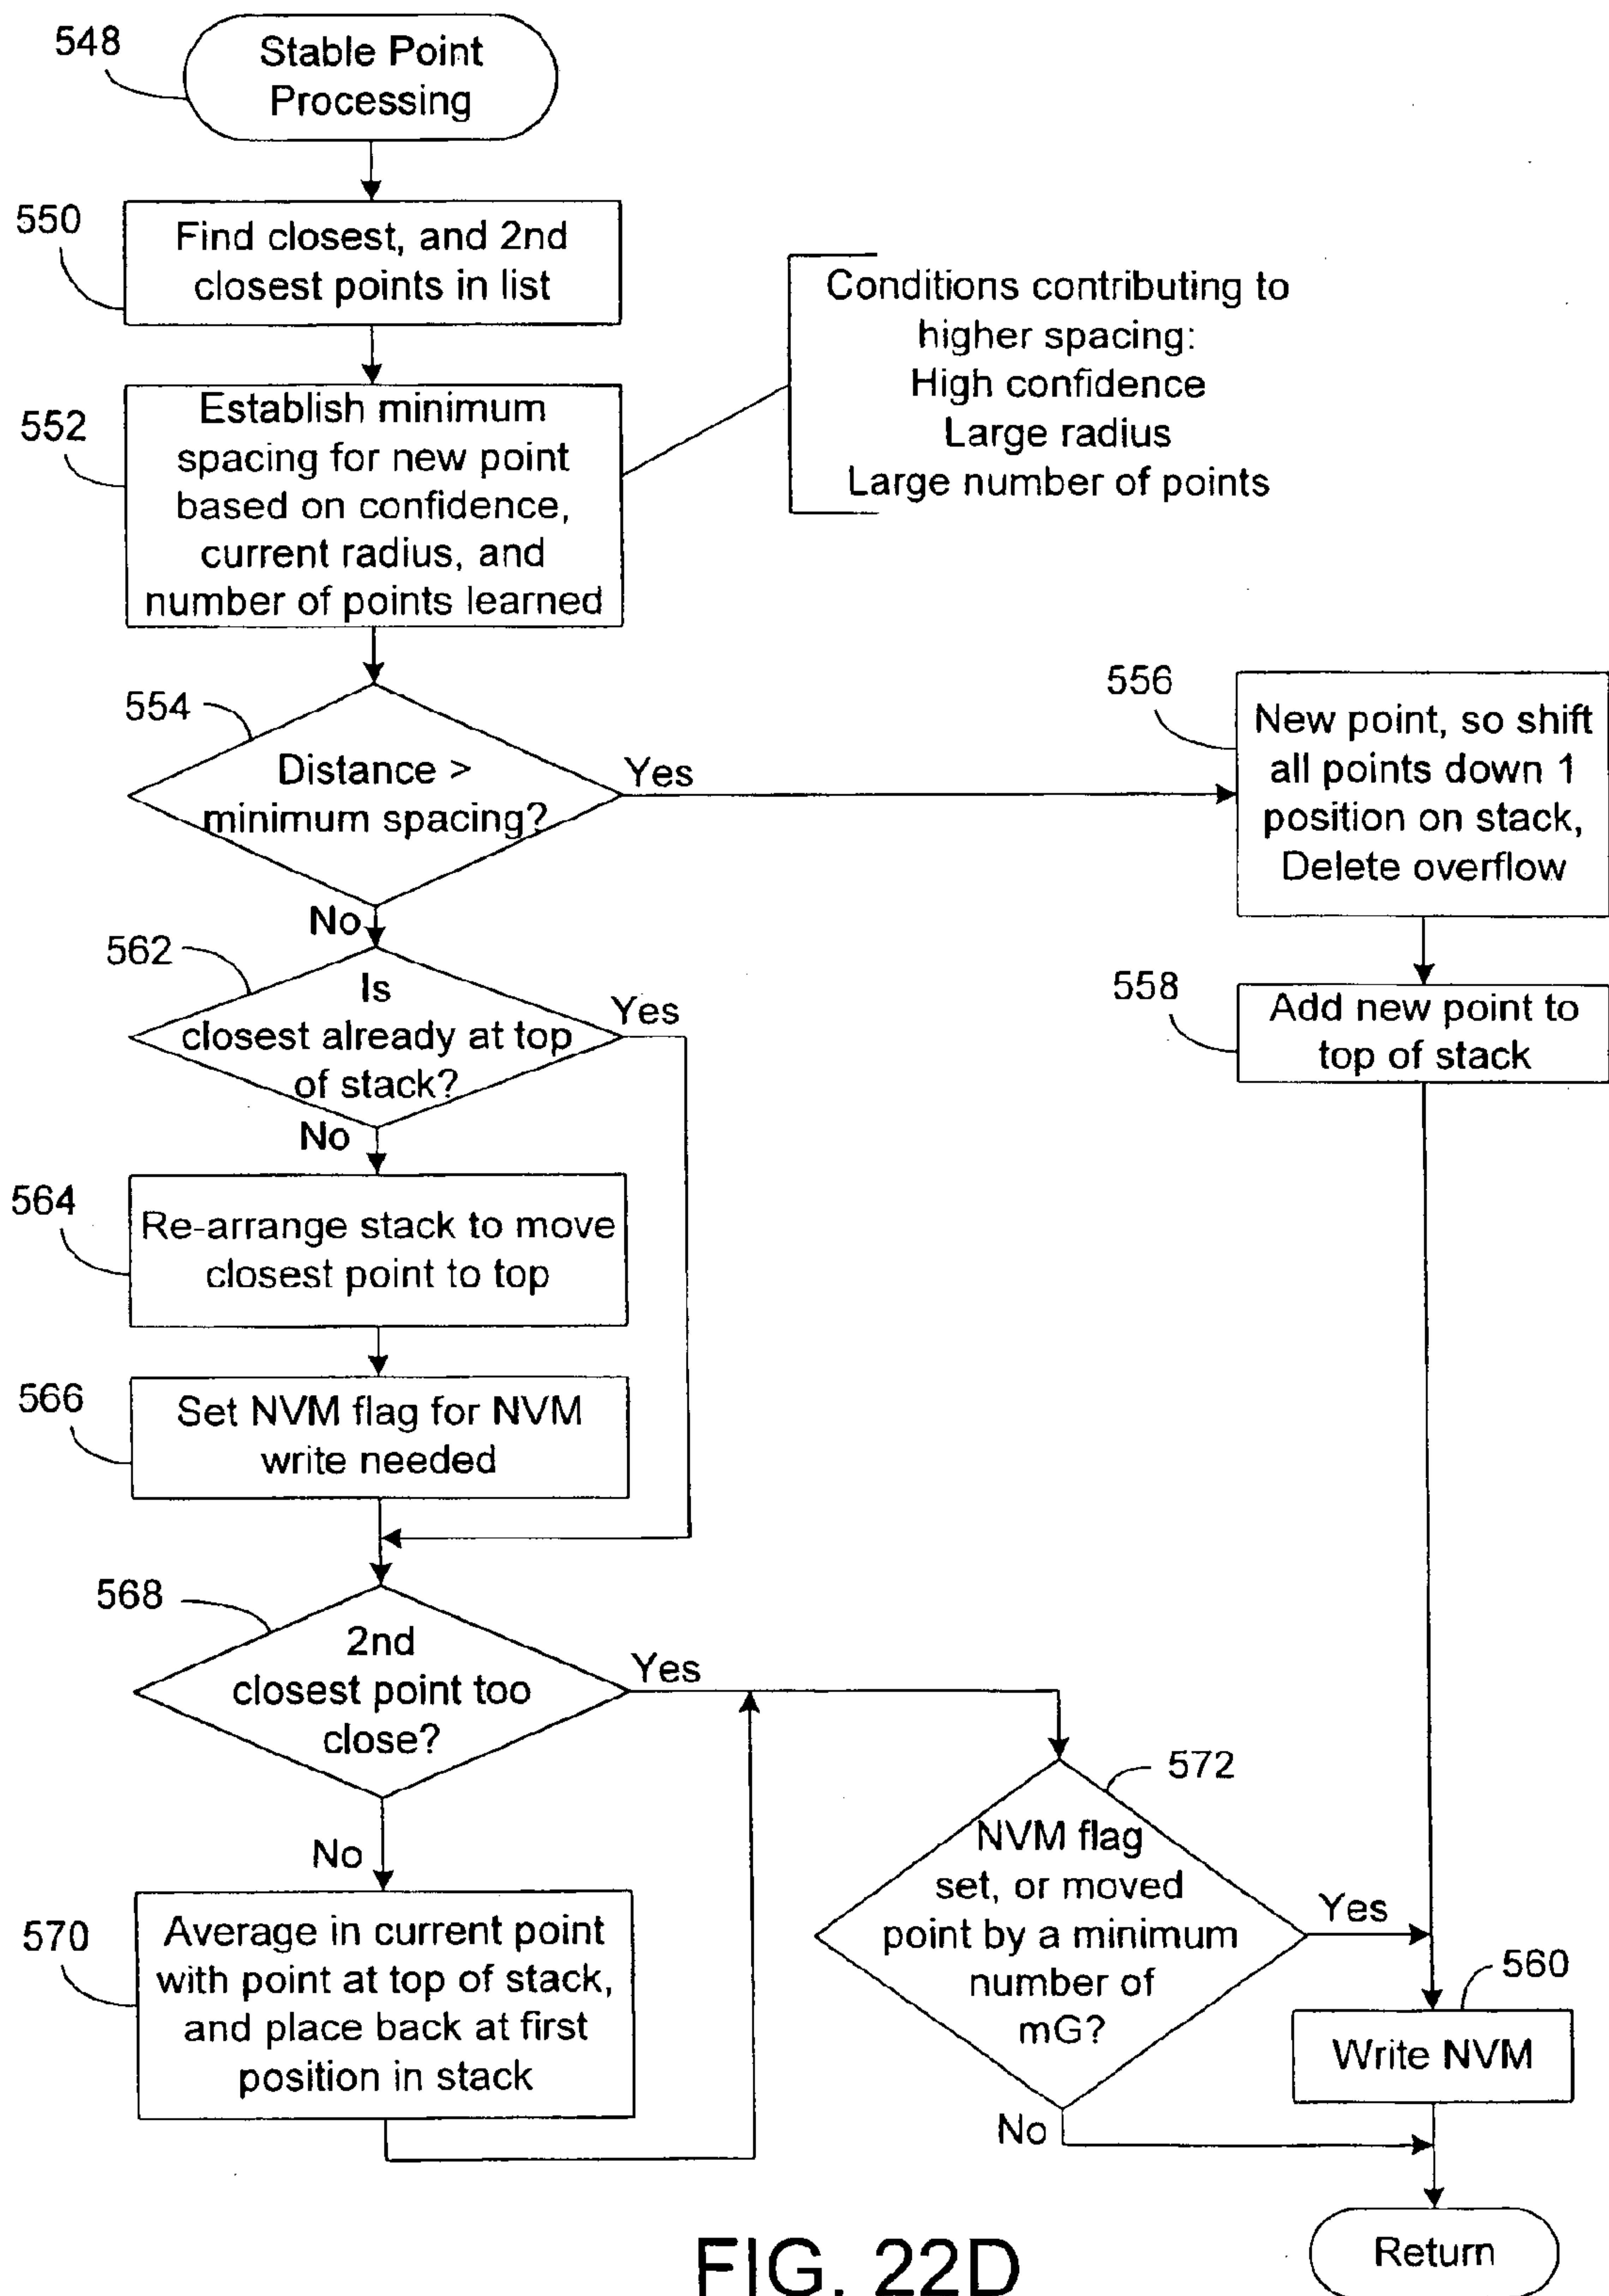 548
Stable Point
Processing
550
Find closest, and 2nd
closest points in list
Conditions contributing to
higher spacing:
High confidence
Large radius
Large number of points
552
Establish minimum
spacing for new point
based on confidence,
current radius, and
number of points learned
554
Distance >
minimum spacing?
Yes
No
556
New point, so shift
all points down 1
position on stack,
Delete overflow
558
Add new point to
top of stack
562
Is
closest already at top
of stack?
Yes
No
564
Re-arrange stack to move
closest point to top
566
Set NVM flag for NVM
write needed
568
2nd
closest point too
close?
Yes
No
570
Average in current point
with point at top of stack,
and place back at first
position in stack
572
NVM flag
set, or moved
point by a minimum
number of
mG?
Yes
No
560
Write NVM
Return
FIG. 22D